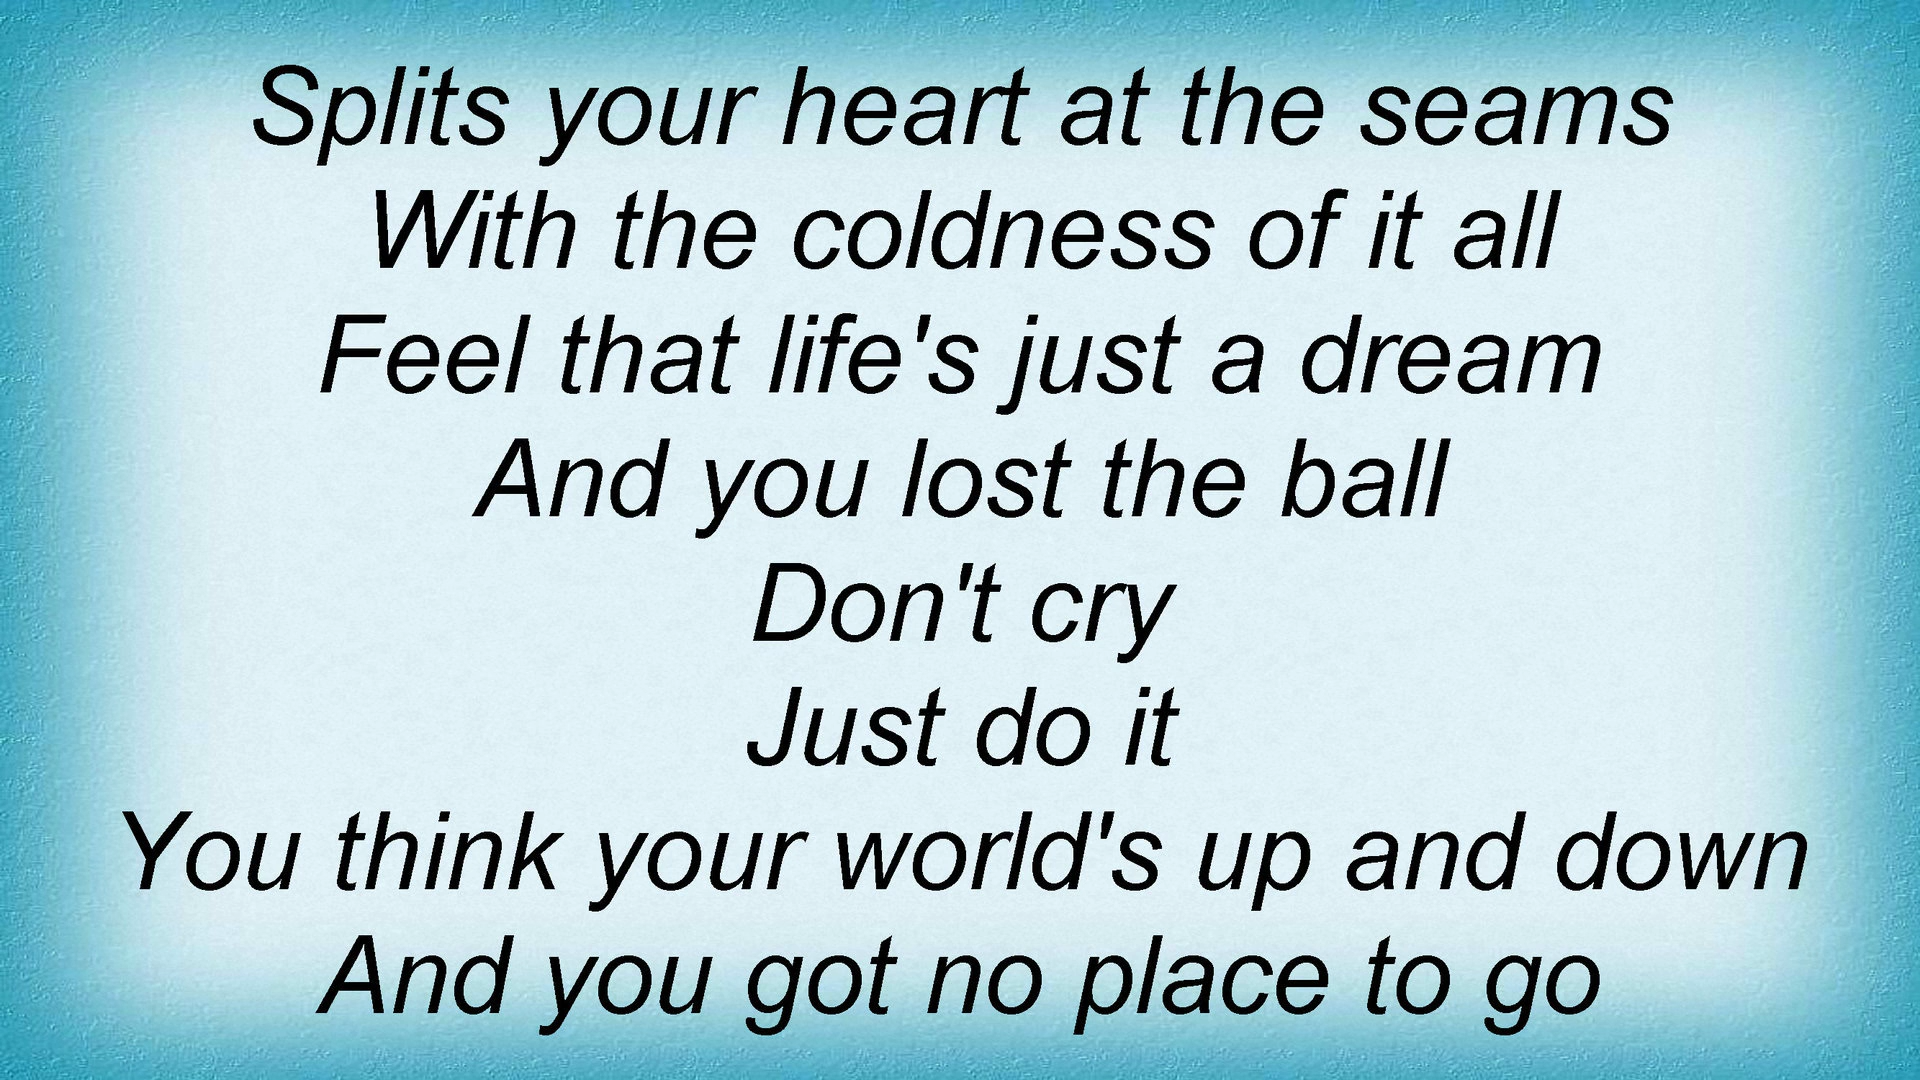 Splits your heart at the seams
With the coldness of it all
Feel that life's just a dream
And you lost the ball
Don't cry
Just do it
You think your world's up and down
And you got no place to go